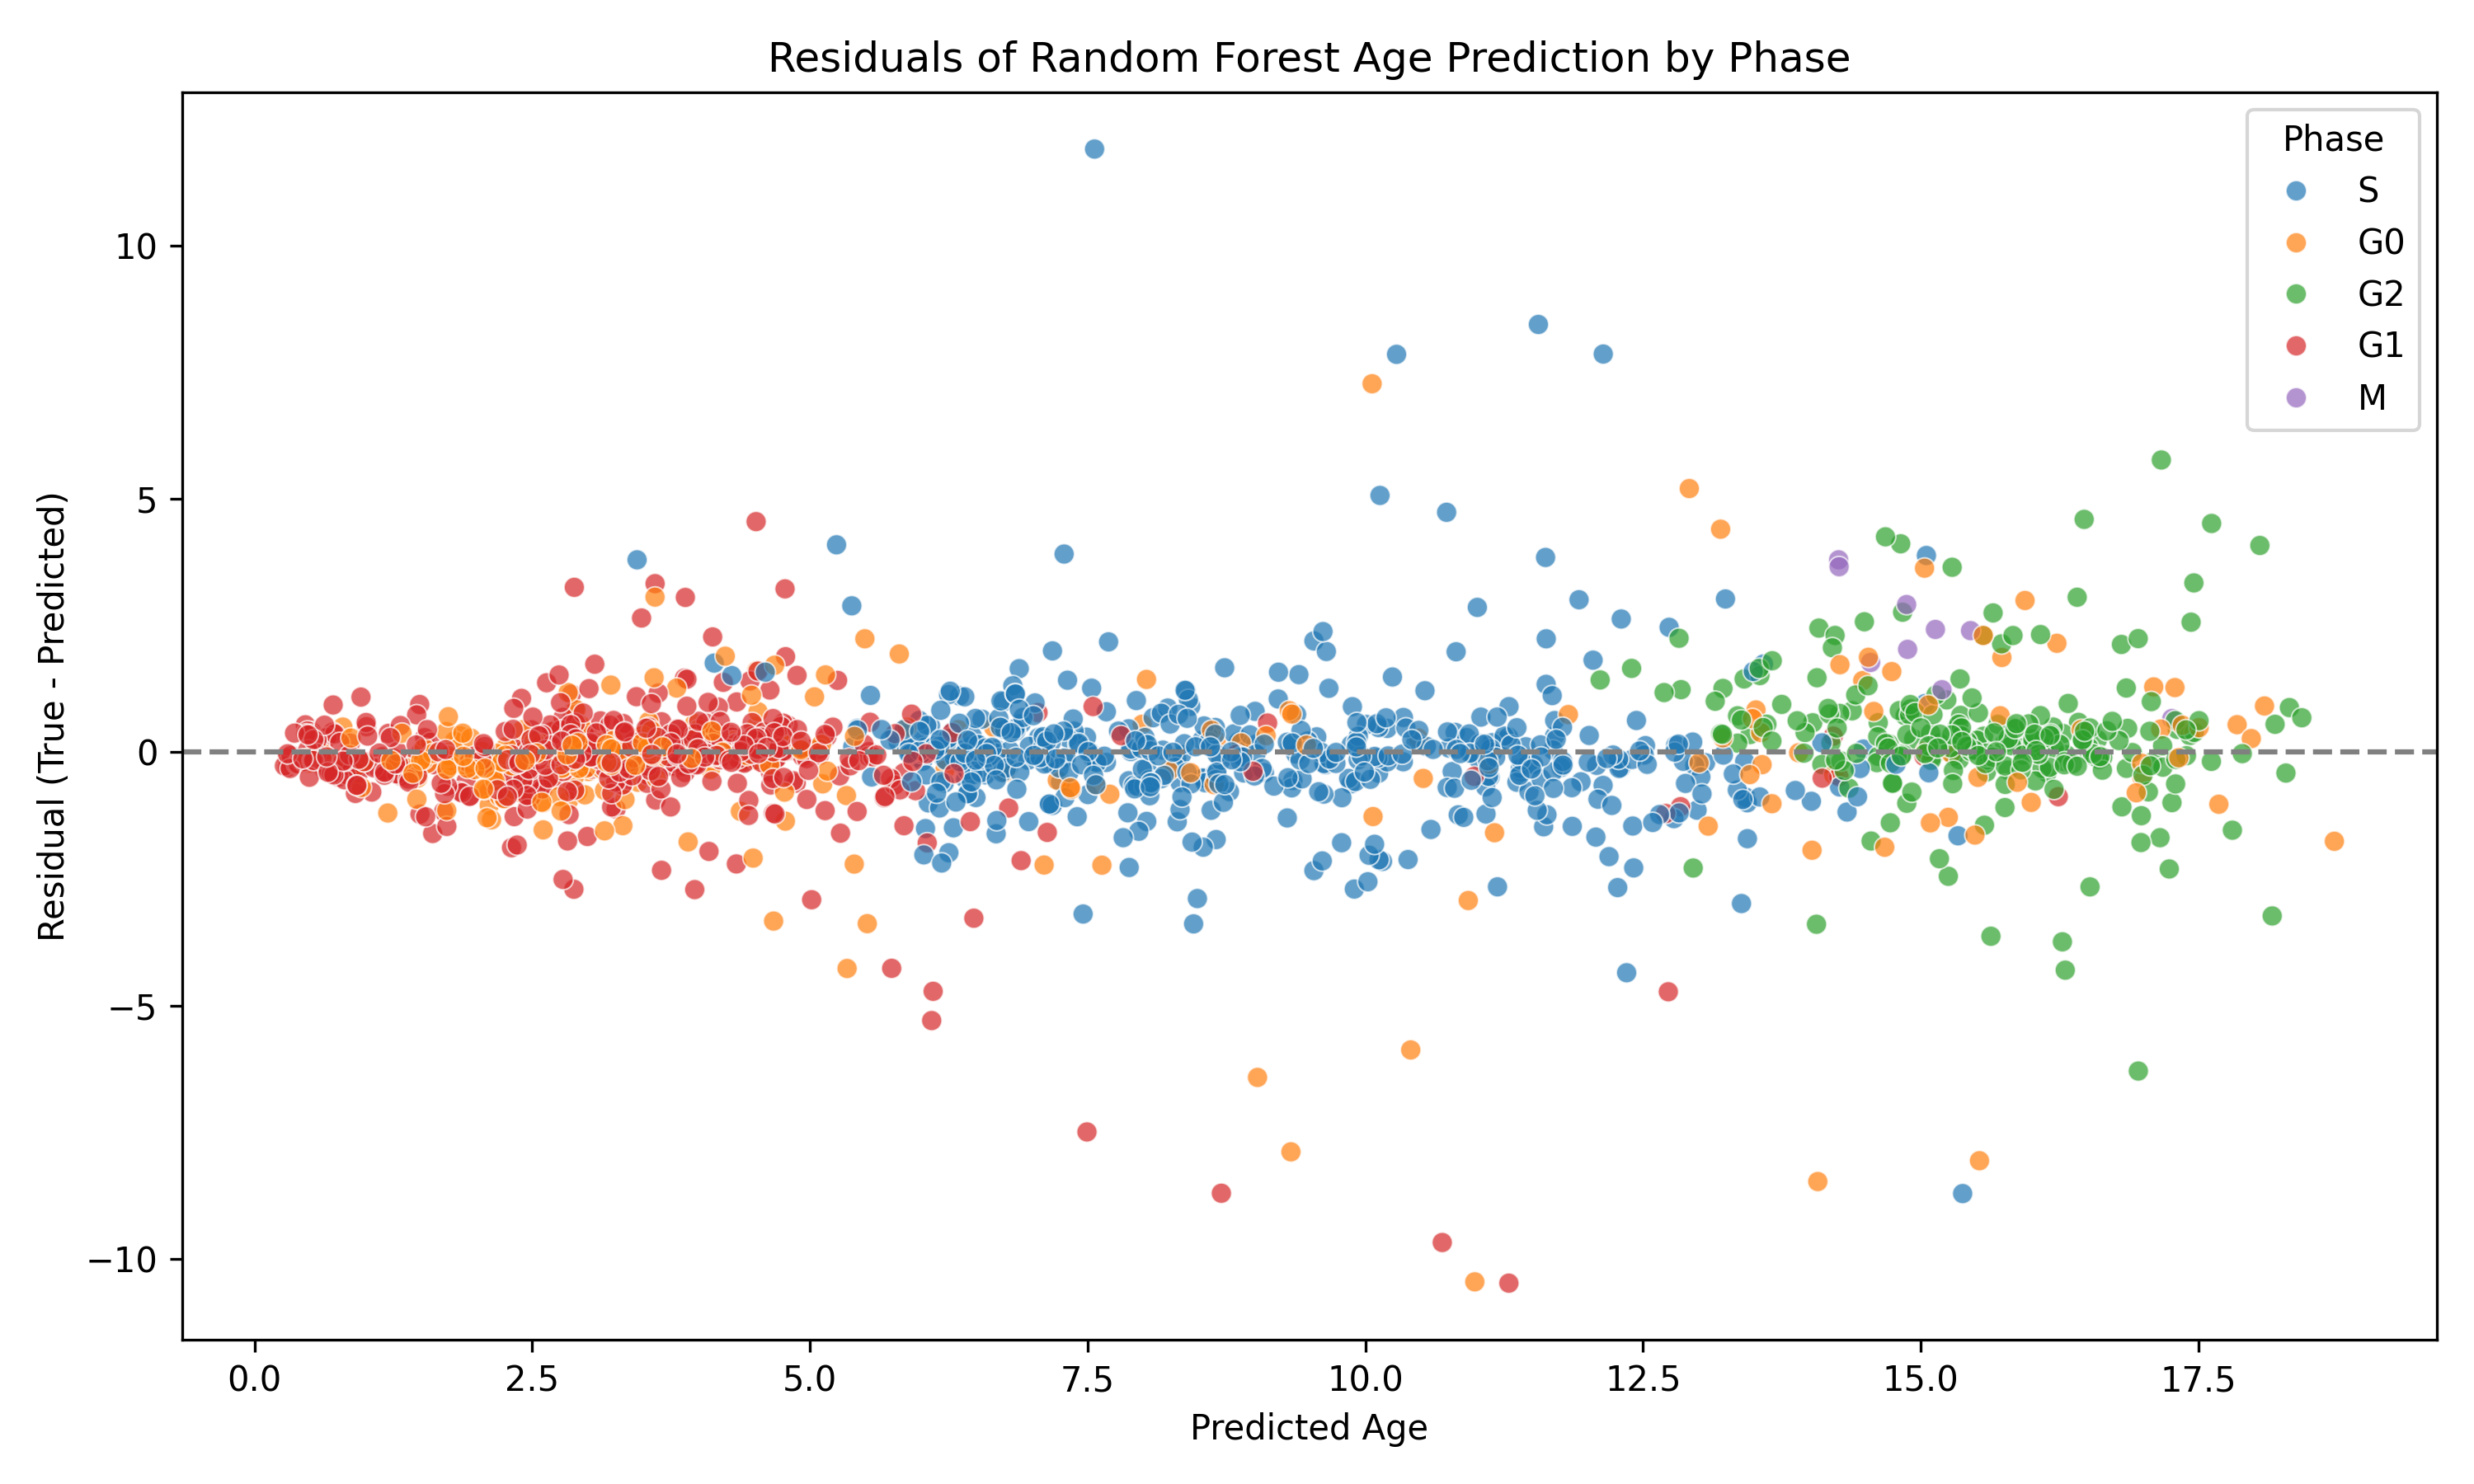 Residuals of Random Forest Age Prediction by Phase
Phase
S
G0
G2
G1
M
Residual (True - Predicted)
10
5
0
−5
−10
0.0
2.5
5.0
7.5
10.0
12.5
15.0
17.5
Predicted Age